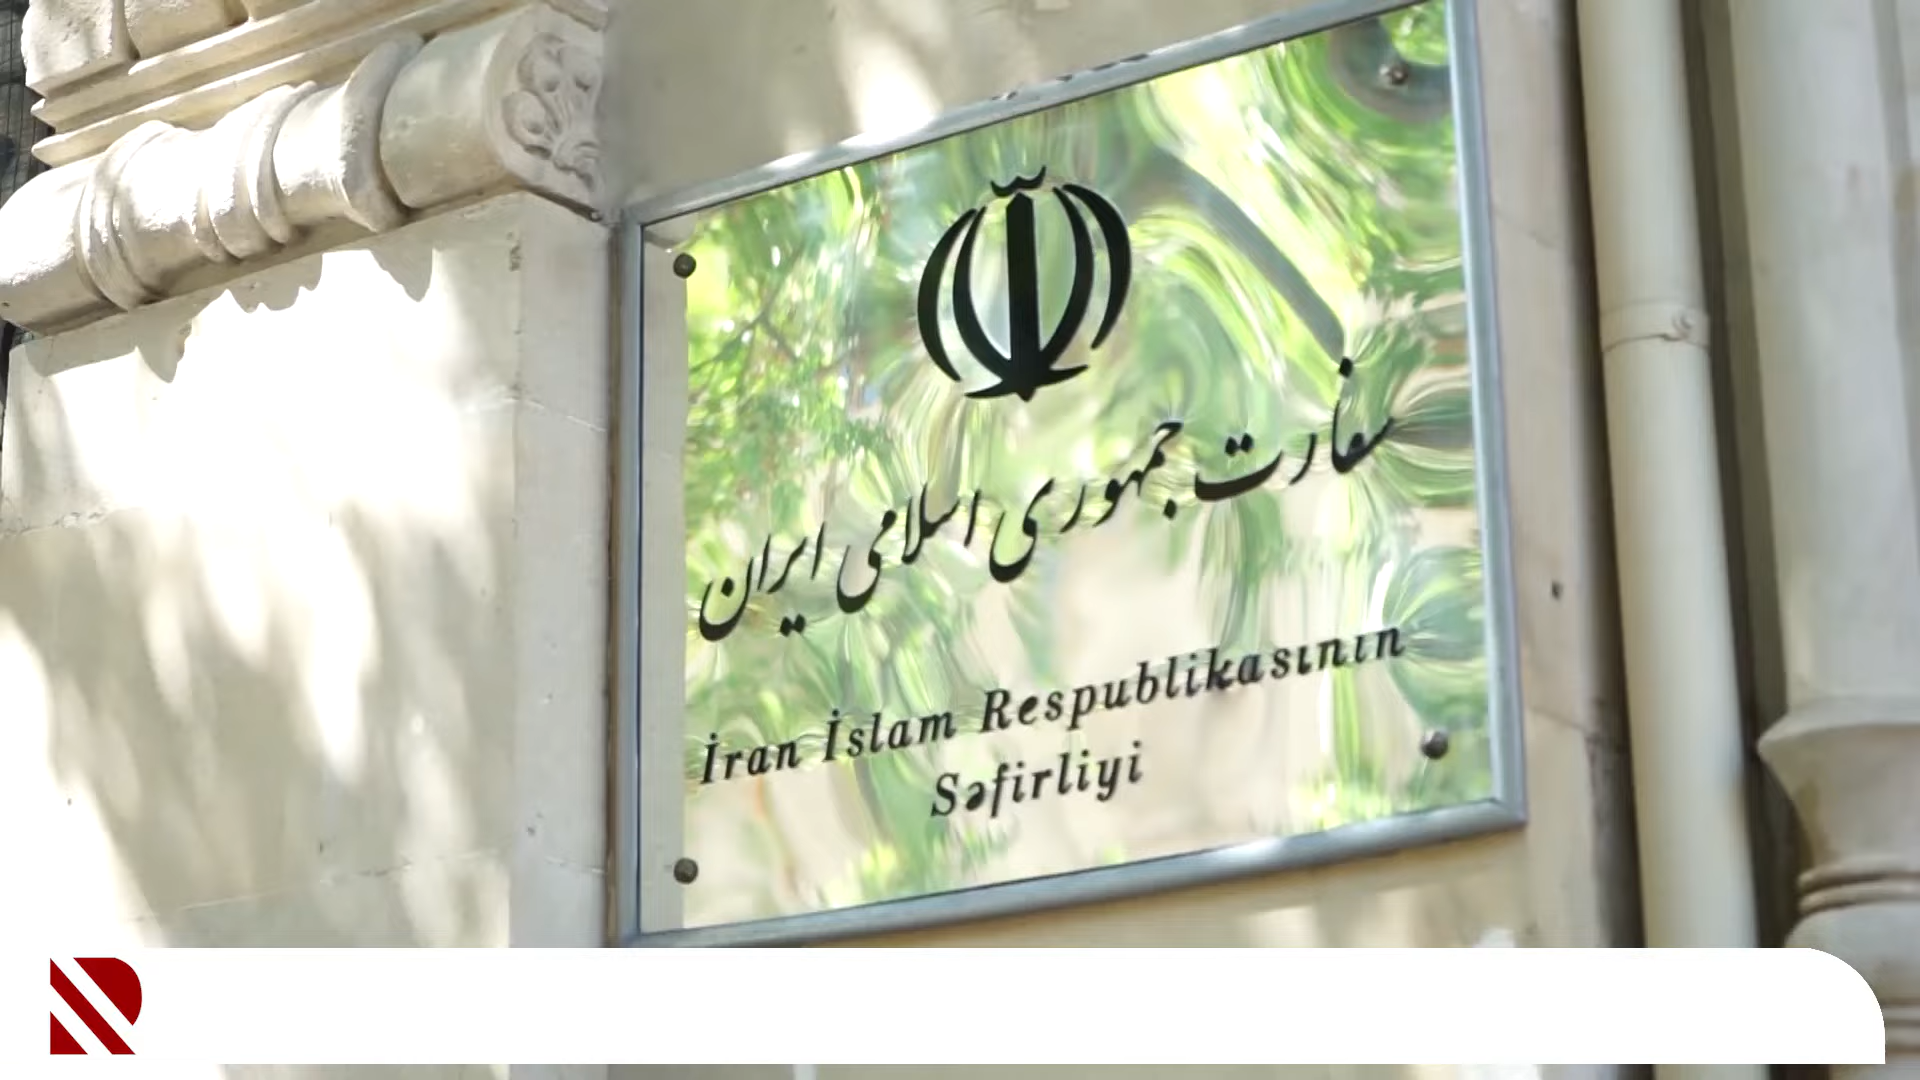 سفارت جمهوری اسلامی ایران
İran İslam Respublikasının
Səfirliyi